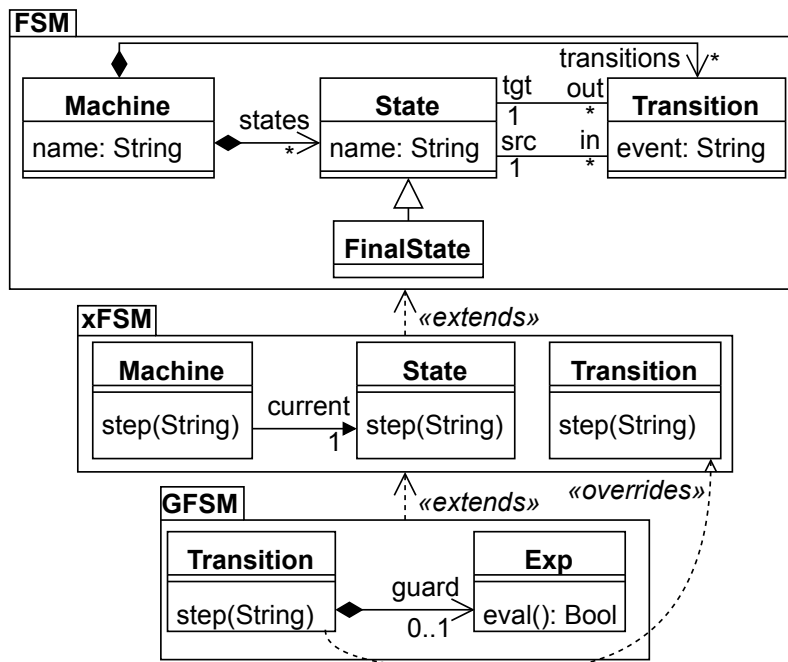 FSM
transitions *
Machine
name: String
states
*
State
name: String
tgt
1
out
*
src
1
in
*
Transition
event: String
FinalState
«extends»
xFSM
Machine
step(String)
current
1
State
step(String)
Transition
step(String)
«extends»
«overrides»
GFSM
Transition
step(String)
guard
0..1
Exp
eval(): Bool